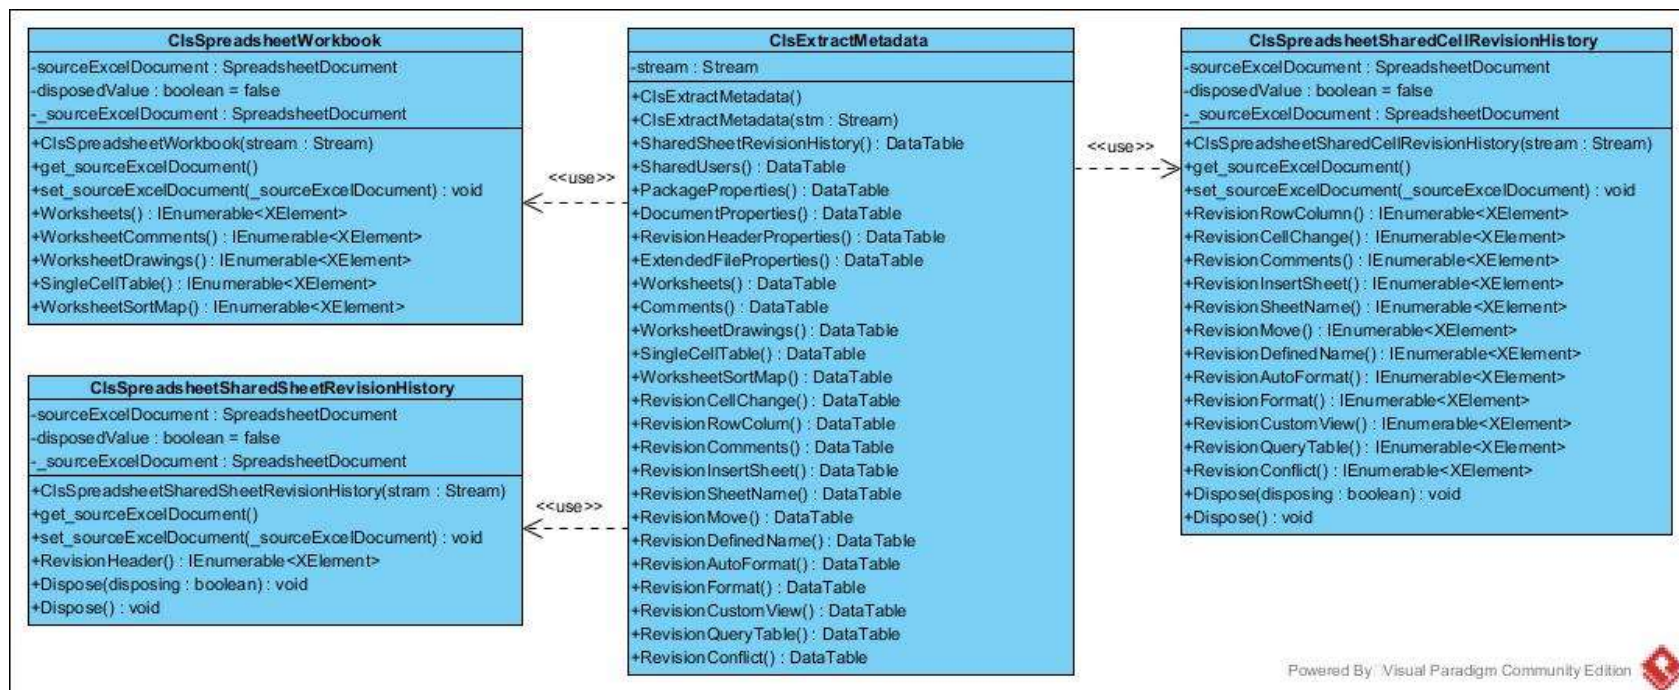 ClsSpreadsheetWorkbook
-sourceExcelDocument : SpreadsheetDocument
-disposedValue : boolean = false
-_sourceExcelDocument : SpreadsheetDocument
+ClsSpreadsheetWorkbook(stream : Stream)
+get_sourceExcelDocument()
+set_sourceExcelDocument(_sourceExcelDocument) : void
+Worksheets() : IEnumerable<XElement>
+WorksheetComments() : IEnumerable<XElement>
+WorksheetDrawings() : IEnumerable<XElement>
+SingleCellTable() : IEnumerable<XElement>
+WorksheetSortMap() : IEnumerable<XElement>
ClsSpreadsheetSharedSheetRevisionHistory
-sourceExcelDocument : SpreadsheetDocument
-disposedValue : boolean = false
-_sourceExcelDocument : SpreadsheetDocument
+ClsSpreadsheetSharedSheetRevisionHistory(stram : Stream)
+get_sourceExcelDocument()
+set_sourceExcelDocument(_sourceExcelDocument) : void
+RevisionHeader() : IEnumerable<XElement>
+Dispose(disposing : boolean) : void
+Dispose() : void
<<use>>
<<use>>
ClsExtractMetadata
-stream : Stream
+ClsExtractMetadata()
+ClsExtractMetadata(stm : Stream)
+SharedSheetRevisionHistory() : DataTable
+SharedUsers() : DataTable
+PackageProperties() : DataTable
+DocumentProperties() : DataTable
+RevisionHeaderProperties() : DataTable
+ExtendedFileProperties() : DataTable
+Worksheets() : DataTable
+Comments() : DataTable
+WorksheetDrawings() : DataTable
+SingleCellTable() : DataTable
+WorksheetSortMap() : DataTable
+RevisionCellChange() : DataTable
+RevisionRowColum() : DataTable
+RevisionComments() : DataTable
+RevisionInsertSheet() : DataTable
+RevisionSheetName() : DataTable
+RevisionMove() : DataTable
+RevisionDefinedName() : DataTable
+RevisionAutoFormat() : DataTable
+RevisionFormat() : DataTable
+RevisionCustomView() : DataTable
+RevisionQueryTable() : DataTable
+RevisionConflict() : DataTable
<<use>>
ClsSpreadsheetSharedCellRevisionHistory
-sourceExcelDocument : SpreadsheetDocument
-disposedValue : boolean = false
-_sourceExcelDocument : SpreadsheetDocument
+ClsSpreadsheetSharedCellRevisionHistory(stream : Stream)
+get_sourceExcelDocument()
+set_sourceExcelDocument(_sourceExcelDocument) : void
+RevisionRowColumn() : IEnumerable<XElement>
+RevisionCellChange() : IEnumerable<XElement>
+RevisionComments() : IEnumerable<XElement>
+RevisionInsertSheet() : IEnumerable<XElement>
+RevisionSheetName() : IEnumerable<XElement>
+RevisionMove() : IEnumerable<XElement>
+RevisionDefinedName() : IEnumerable<XElement>
+RevisionAutoFormat() : IEnumerable<XElement>
+RevisionFormat() : IEnumerable<XElement>
+RevisionCustomView() : IEnumerable<XElement>
+RevisionQueryTable() : IEnumerable<XElement>
+RevisionConflict() : IEnumerable<XElement>
+Dispose(disposing : boolean) : void
+Dispose() : void
Powered By Visual Paradigm Community Edition